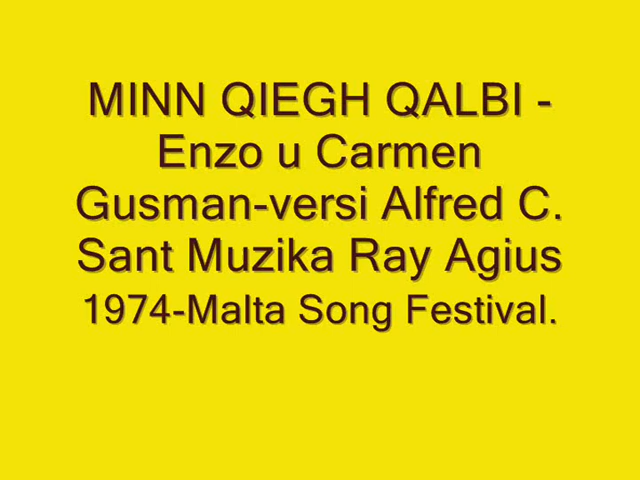 MINN QIEGH QALBI -
Enzo u Carmen
Gusman-versi Alfred C.
Sant Muzika Ray Agius
1974-Malta Song Festival.